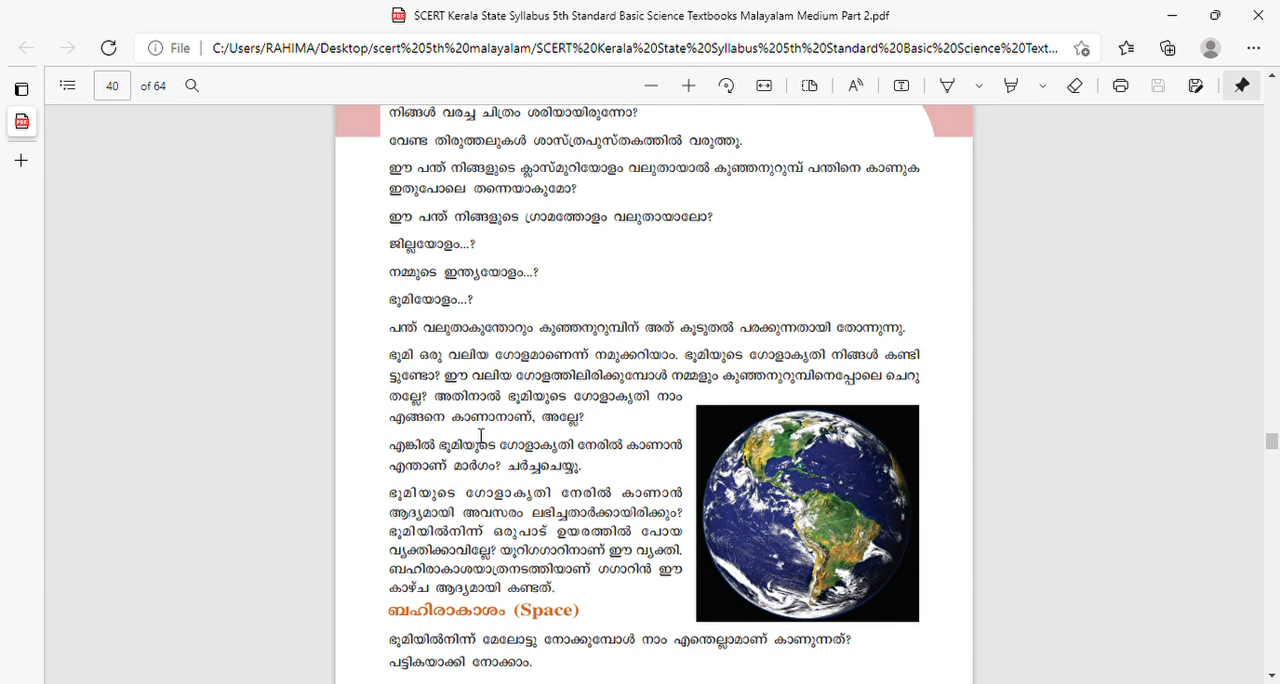 SCERT Kerala State Syllabus 5th Standard Basic Science Textbooks Malayalam Medium Part 2.pdf
File C:/Users/RAHIMA/Desktop/scert%205th%20malayalam/SCERT%20Kerala%20State%20Syllabus%205th%20Standard%20Basic%20Science%20Text...
40 of 64
നിങ്ങൾ വരച്ച ചിത്രം ശരിയായിരുന്നോ?
വേണ്ട തിരുത്തലുകൾ ശാസ്ത്രപുസ്തകത്തിൽ വരുത്തൂ.
ഈ പന്ത് നിങ്ങളുടെ ക്ലാസ്മുറിയോളം വലുതായാൽ കുഞ്ഞനുറുമ്പ് പന്തിനെ കാണുക
ഇതുപോലെ തന്നെയാകുമോ?
ഈ പന്ത് നിങ്ങളുടെ ഗ്രാമത്തോളം വലുതായാലോ?
ജില്ലയോളം...?
നമ്മുടെ ഇന്ത്യയോളം...?
ഭൂമിയോളം...?
പന്ത് വലുതാകുന്തോറും കുഞ്ഞനുറുമ്പിന് അത് കൂടുതൽ പരക്കുന്നതായി തോന്നുന്നു.
ഭൂമി ഒരു വലിയ ഗോളമാണെന്ന് നമുക്കറിയാം. ഭൂമിയുടെ ഗോളാകൃതി നിങ്ങൾ കണ്ടി
ട്ടുണ്ടോ? ഈ വലിയ ഗോളത്തിലിരിക്കുമ്പോൾ നമ്മളും കുഞ്ഞനുറുമ്പിനെപ്പോലെ ചെറു
തല്ലേ? അതിനാൽ ഭൂമിയുടെ ഗോളാകൃതി നാം
എങ്ങനെ കാണാനാണ്, അല്ലേ?
എങ്കിൽ ഭൂമിയുടെ ഗോളാകൃതി നേരിൽ കാണാൻ
എന്താണ് മാർഗം? ചർച്ചചെയ്യൂ.
ഭൂമിയുടെ ഗോളാകൃതി നേരിൽ കാണാൻ
ആദ്യമായി അവസരം ലഭിച്ചതാർക്കായിരിക്കും?
ഭൂമിയിൽനിന്ന് ഒരുപാട് ഉയരത്തിൽ പോയ
വ്യക്തിക്കാവില്ലേ? യൂറിഗഗാറിനാണ് ഈ വ്യക്തി.
ബഹിരാകാശയാത്രനടത്തിയാണ് ഗഗാറിൻ ഈ
കാഴ്ച ആദ്യമായി കണ്ടത്.
ബഹിരാകാശം (Space)
ഭൂമിയിൽനിന്ന് മേലോട്ടു നോക്കുമ്പോൾ നാം എന്തെല്ലാമാണ് കാണുന്നത്?
പട്ടികയാക്കി നോക്കാം.